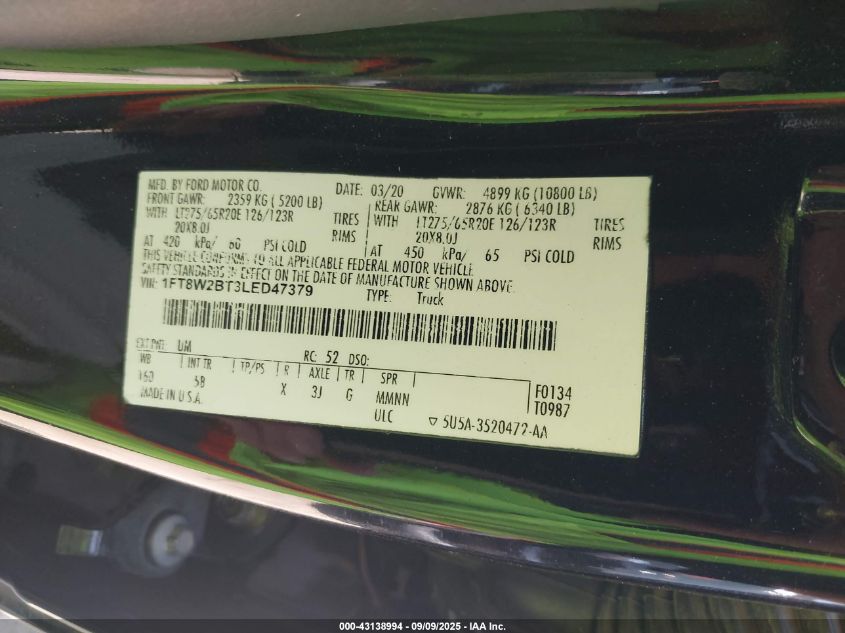 MFD. BY FORD MOTOR CO. DATE: 03/20 GVWR: 4899 KG (10800 LB)
FRONT GAWR: 2359 KG (5200 LB) REAR GAWR: 2876 KG (6340 LB)
WITH LT275/65R20E 126/123R TIRES WITH LT275/65R20E 126/123R TIRES
20X8.0J RIMS 20X8.0J RIMS
AT 420 kPa/ 60 PSI COLD AT 450 kPa/ 65 PSI COLD
THIS VEHICLE CONFORMS TO ALL APPLICABLE FEDERAL MOTOR VEHICLE
SAFETY STANDARDS IN EFFECT ON THE DATE OF MANUFACTURE SHOWN ABOVE.
VIN: 1FT8W2BT3LED47379 TYPE: Truck
EXT PNT: UM RC: 52 DSO:
WB INT TR TP/PS R AXLE TR SPR
160 5B X 3J G MMNN F0134
MADE IN U.S.A. ULC T0987
▽ 5U5A-3520472-AA
000-43138994 - 09/09/2025 - IAA Inc.